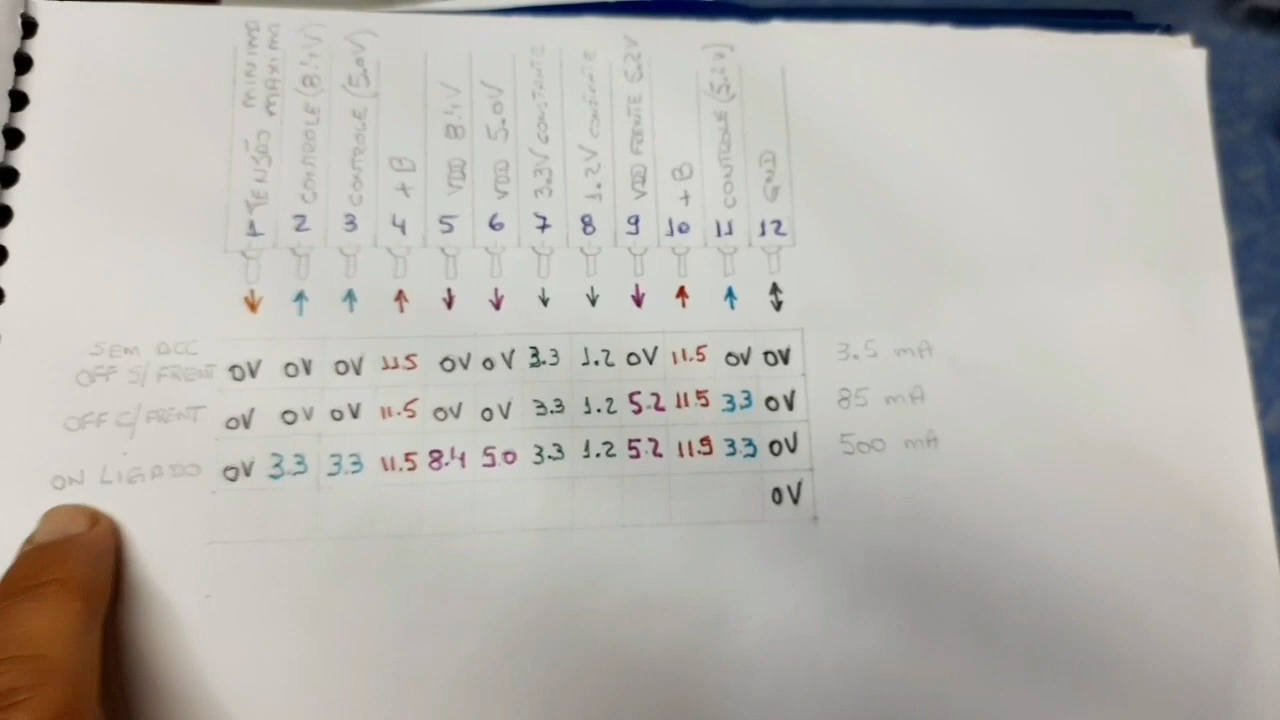 TENSÃO MINIMO
MAXIMA
CONTROLE (8.4V)
CONTROLE (5.0V)
+B
VDD 8.4V
VDD 5.0V
3.3V CONSTANTE
1.2V CONSTANTE
VDD FRENTE 5.2V
+B
CONTROLE (5.2V)
GND
1 2 3 4 5 6 7 8 9 10 11 12
SEM ACC
OFF S/ FRENT 0V 0V 0V 11.5 0V 0V 3.3 1.2 0V 11.5 0V 0V 3.5 mA
OFF C/ FRENT 0V 0V 0V 11.5 0V 0V 3.3 1.2 5.2 11.5 3.3 0V 85 mA
ON LIGADO 0V 3.3 3.3 11.5 8.4 5.0 3.3 1.2 5.2 11.5 3.3 0V 500 mA
0V